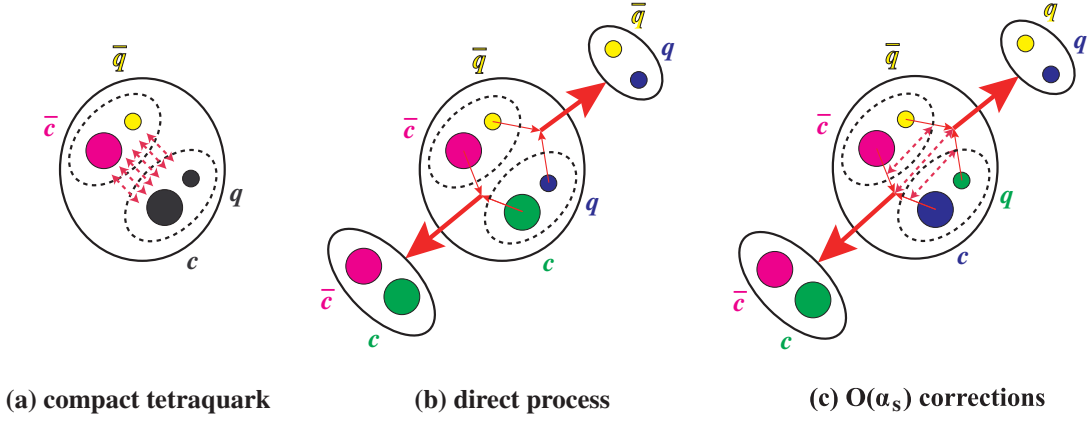 q̅
c̅
q
c
(a) compact tetraquark
q̅
q
q̅
c̅
q
c
c̅
c
(b) direct process
q
q
q̅
c̅
q
c
c̅
c
(c) O(αₛ) corrections